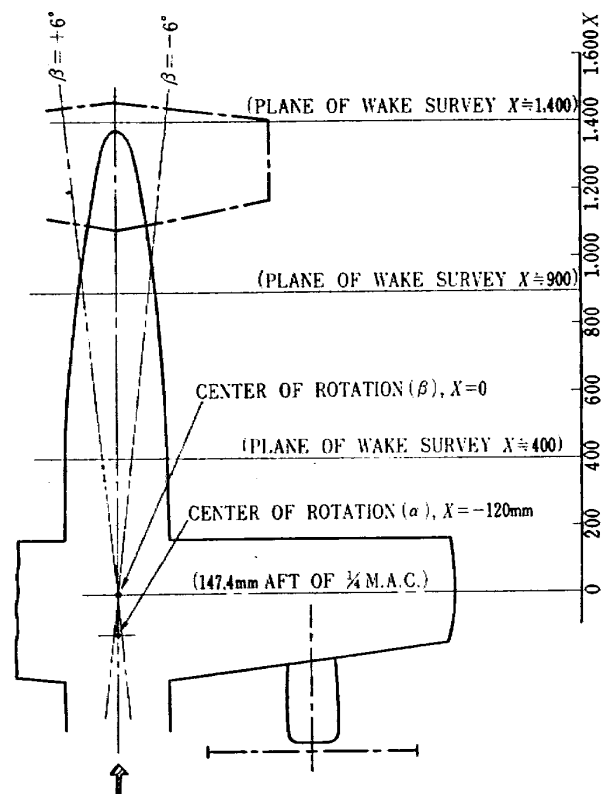 β=+6°
β=-6°
(PLANE OF WAKE SURVEY X≒1,400)
(PLANE OF WAKE SURVEY X≒900)
CENTER OF ROTATION(β), X=0
(PLANE OF WAKE SURVEY X≒400)
CENTER OF ROTATION(α), X=-120mm
(147.4mm AFT OF ¼ M.A.C.)
1.600X
1.400
1.200
1.000
800
600
400
200
0